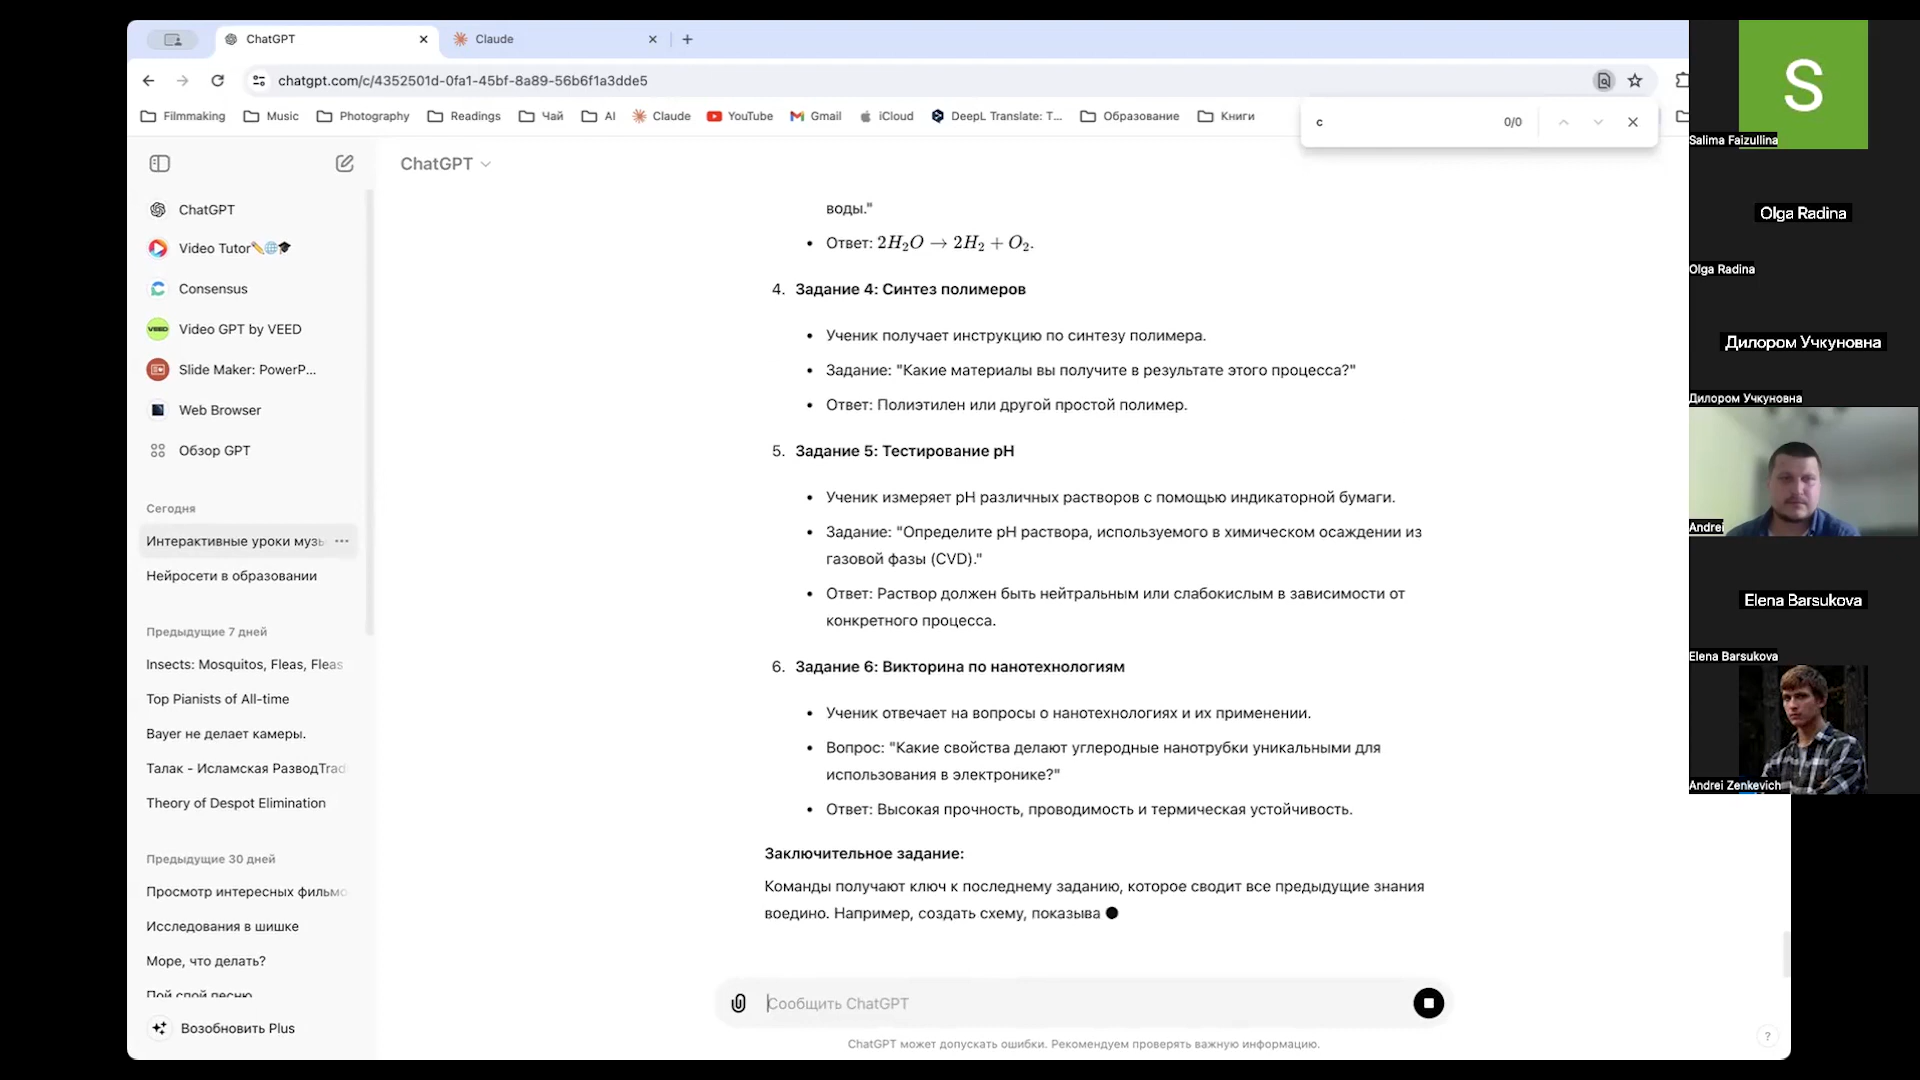 ChatGPT
Claude
chatgpt.com/c/4352501d-0fa1-45bf-8a89-56b6f1a3dde5
Filmmaking
Music
Photography
Readings
Чай
AI
Claude
YouTube
Gmail
iCloud
DeepL Translate: T...
Образование
Книги
с
0/0
ChatGPT
ChatGPT
Video Tutor
Consensus
VEED
Video GPT by VEED
Slide Maker: PowerP...
Web Browser
Обзор GPT
Сегодня
Интерактивные уроки музы
Нейросети в образовании
Предыдущие 7 дней
Insects: Mosquitos, Fleas, Fleas
Top Pianists of All-time
Bayer не делает камеры.
Талак - Исламская РазводTrad
Theory of Despot Elimination
Предыдущие 30 дней
Просмотр интересных фильмо
Исследования в шишке
Море, что делать?
Пой спой песню
Возобновить Plus
воды."
• Ответ: 2H₂O → 2H₂ + O₂.
4. Задание 4: Синтез полимеров
• Ученик получает инструкцию по синтезу полимера.
• Задание: "Какие материалы вы получите в результате этого процесса?"
• Ответ: Полиэтилен или другой простой полимер.
5. Задание 5: Тестирование pH
• Ученик измеряет pH различных растворов с помощью индикаторной бумаги.
• Задание: "Определите pH раствора, используемого в химическом осаждении из
газовой фазы (CVD)."
• Ответ: Раствор должен быть нейтральным или слабокислым в зависимости от
конкретного процесса.
6. Задание 6: Викторина по нанотехнологиям
• Ученик отвечает на вопросы о нанотехнологиях и их применении.
• Вопрос: "Какие свойства делают углеродные нанотрубки уникальными для
использования в электронике?"
• Ответ: Высокая прочность, проводимость и термическая устойчивость.
Заключительное задание:
Команды получают ключ к последнему заданию, которое сводит все предыдущие знания
воедино. Например, создать схему, показыва
Сообщить ChatGPT
ChatGPT может допускать ошибки. Рекомендуем проверять важную информацию.
?
S
Salima Faizullina
Olga Radina
Olga Radina
Дилором Учкуновна
Дилором Учкуновна
Andrei
Elena Barsukova
Elena Barsukova
Andrei Zenkevich